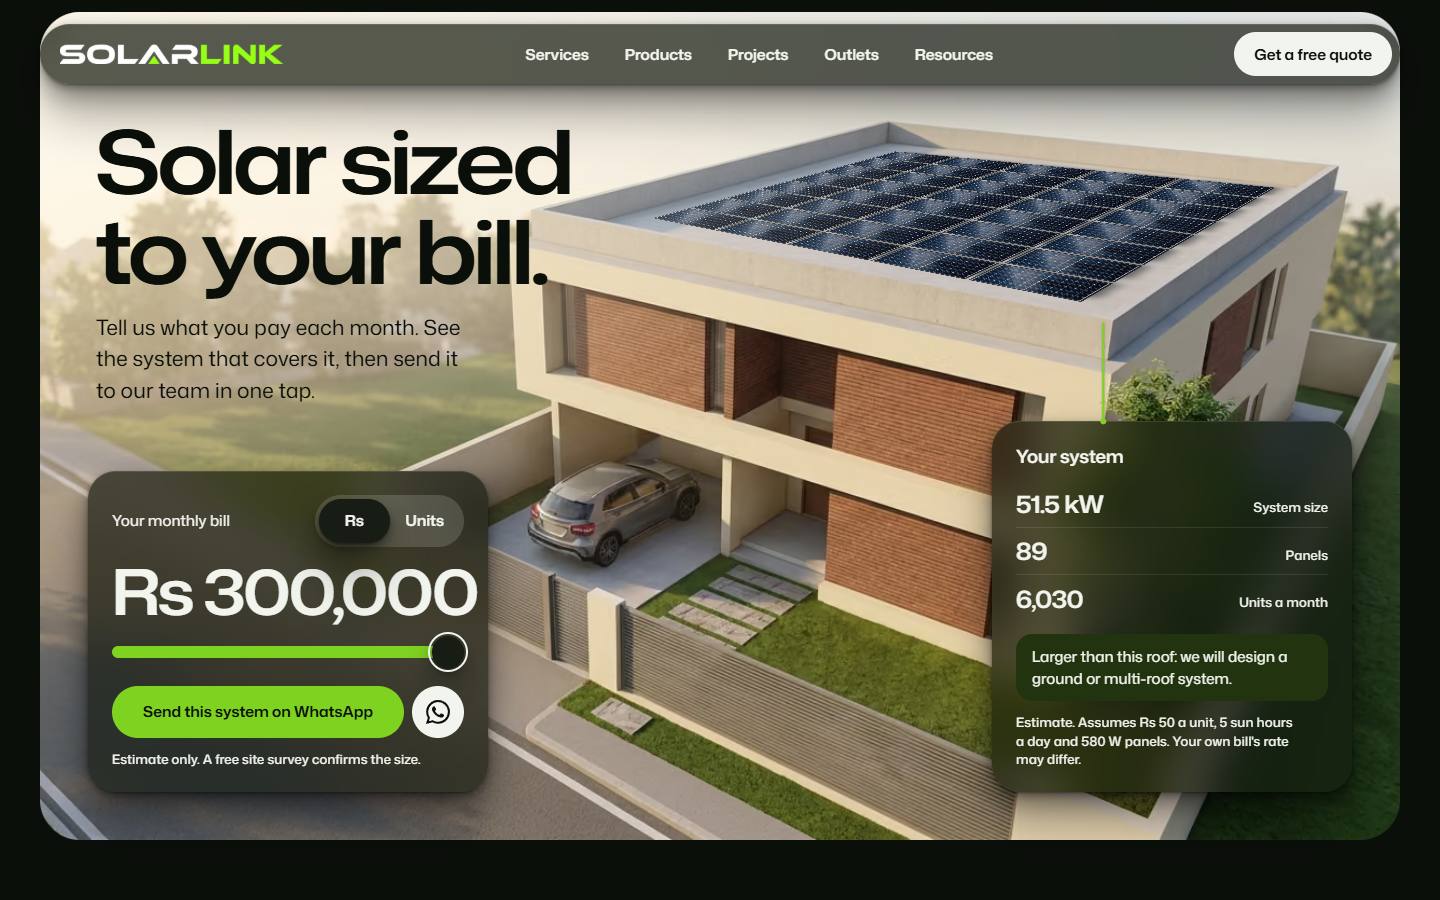 SOLARLINK
Services
Products
Projects
Outlets
Resources
Get a free quote
Solar sized
to your bill.
Tell us what you pay each month. See
the system that covers it, then send it
to our team in one tap.
Your monthly bill
Rs
Units
Rs 300,000
Send this system on WhatsApp
Estimate only. A free site survey confirms the size.
Your system
51.5 kW
System size
89
Panels
6,030
Units a month
Larger than this roof: we will design a
ground or multi-roof system.
Estimate. Assumes Rs 50 a unit, 5 sun hours
a day and 580 W panels. Your own bill's rate
may differ.